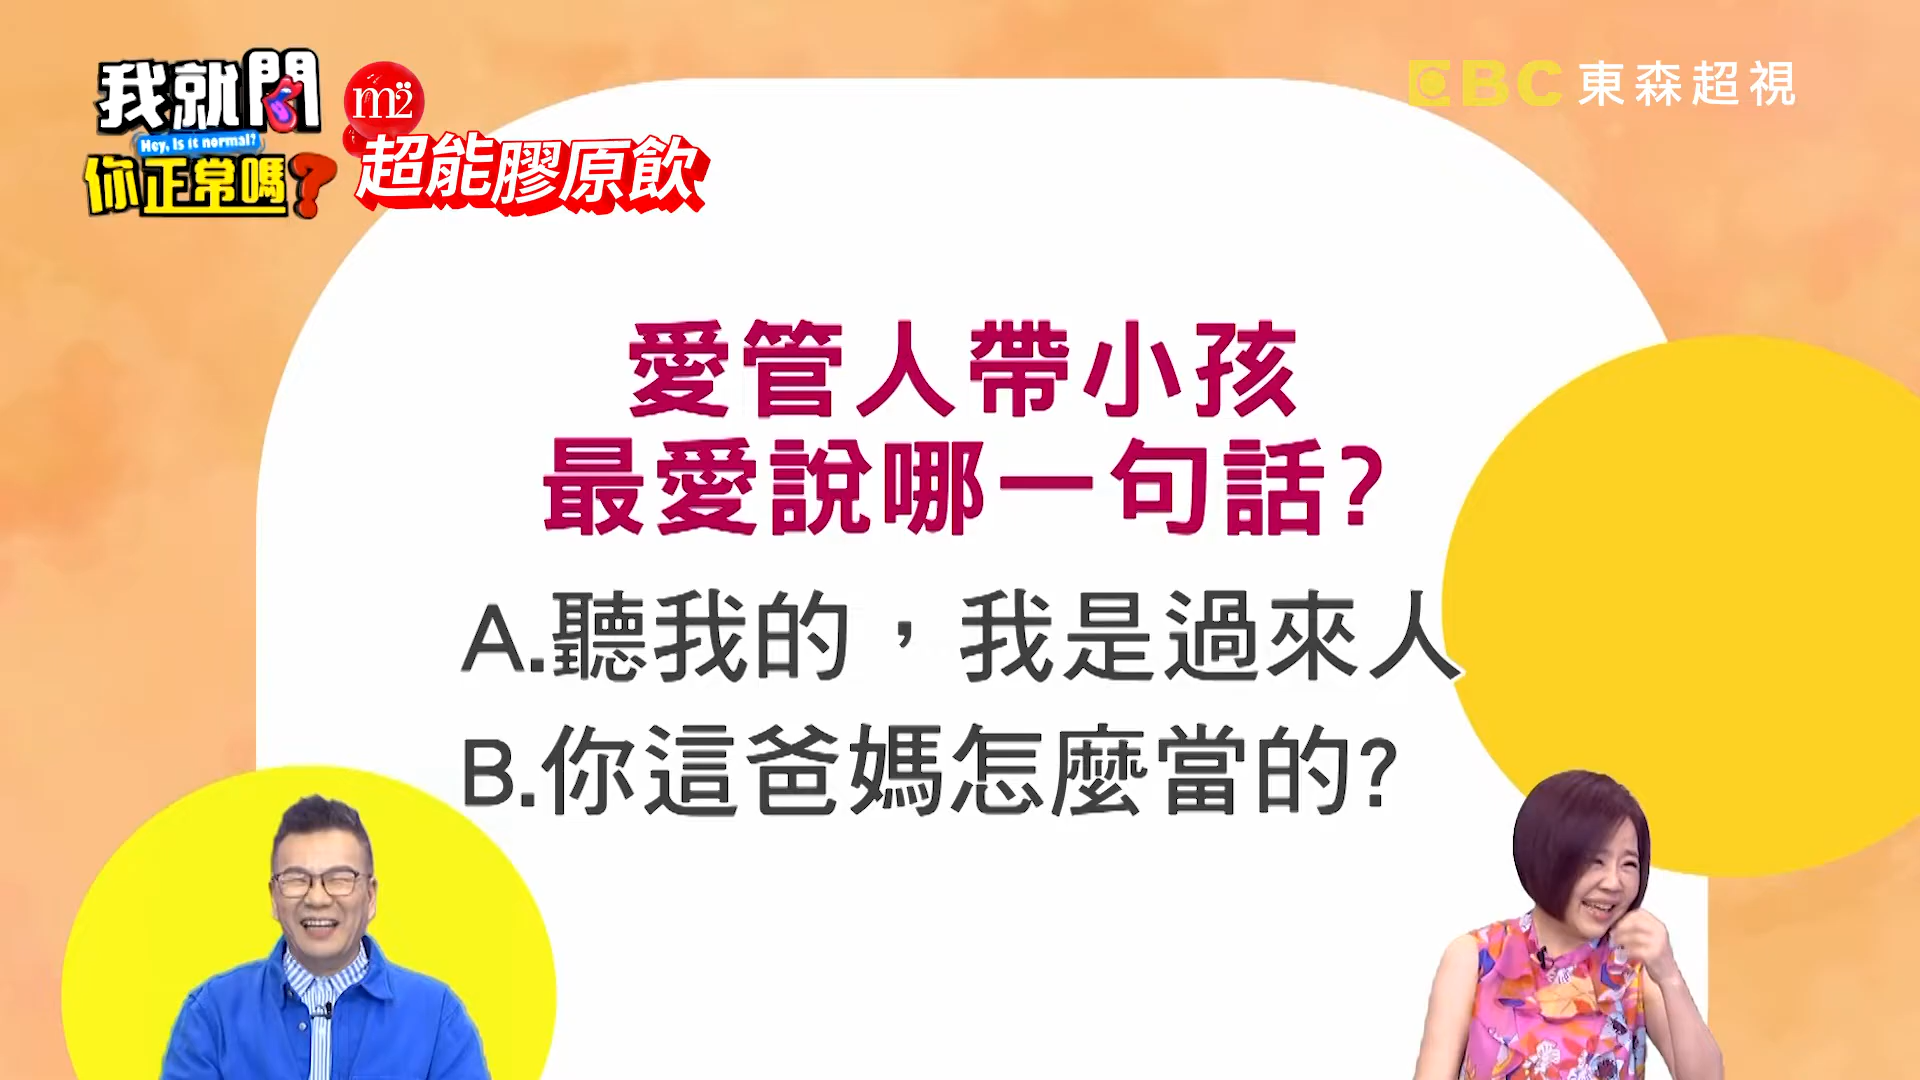 我就問
Hey, Is it normal?
你正常嗎?
m2
超能膠原飲
EBC 東森超視
愛管人帶小孩
最愛說哪一句話?
A.聽我的，我是過來人
B.你這爸媽怎麼當的?